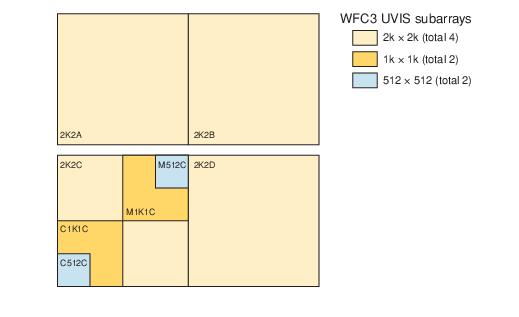 WFC3 UVIS subarrays
2k × 2k (total 4)
1k × 1k (total 2)
512 × 512 (total 2)
2K2A
2K2B
2K2C
M512C
2K2D
M1K1C
C1K1C
C512C